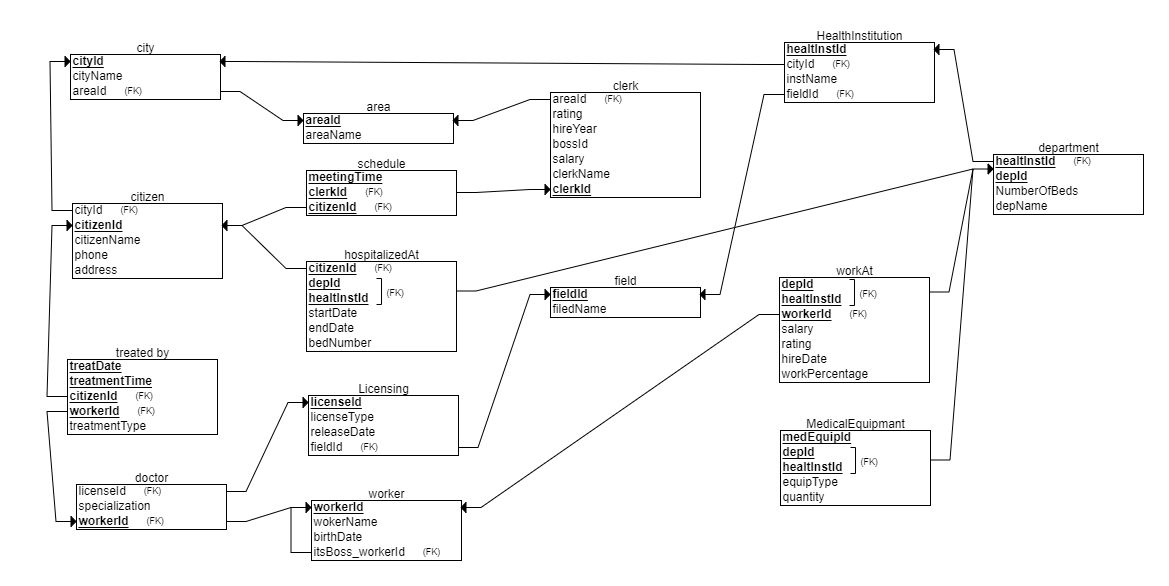 city
cityId
cityName
areaId (FK)
area
areaId
areaName
clerk
areaId (FK)
rating
hireYear
bossId
salary
clerkName
clerkId
HealthInstitution
healtInstId
cityId (FK)
instName
fieldId (FK)
department
healtInstId (FK)
depId
NumberOfBeds
depName
schedule
meetingTime
clerkId (FK)
citizenId (FK)
citizen
cityId (FK)
citizenId
citizenName
phone
address
hospitalizedAt
citizenId (FK)
depId
healtInstId (FK)
startDate
endDate
bedNumber
field
fieldId
filedName
workAt
depId
healtInstId (FK)
workerId (FK)
salary
rating
hireDate
workPercentage
treated by
treatDate
treatmentTime
citizenId (FK)
workerId (FK)
treatmentType
Licensing
licenseId
licenseType
releaseDate
fieldId (FK)
MedicalEquipmant
medEquipId
depId
healtInstId (FK)
equipType
quantity
doctor
licenseId (FK)
specialization
workerId (FK)
worker
workerId
wokerName
birthDate
itsBoss_workerId (FK)